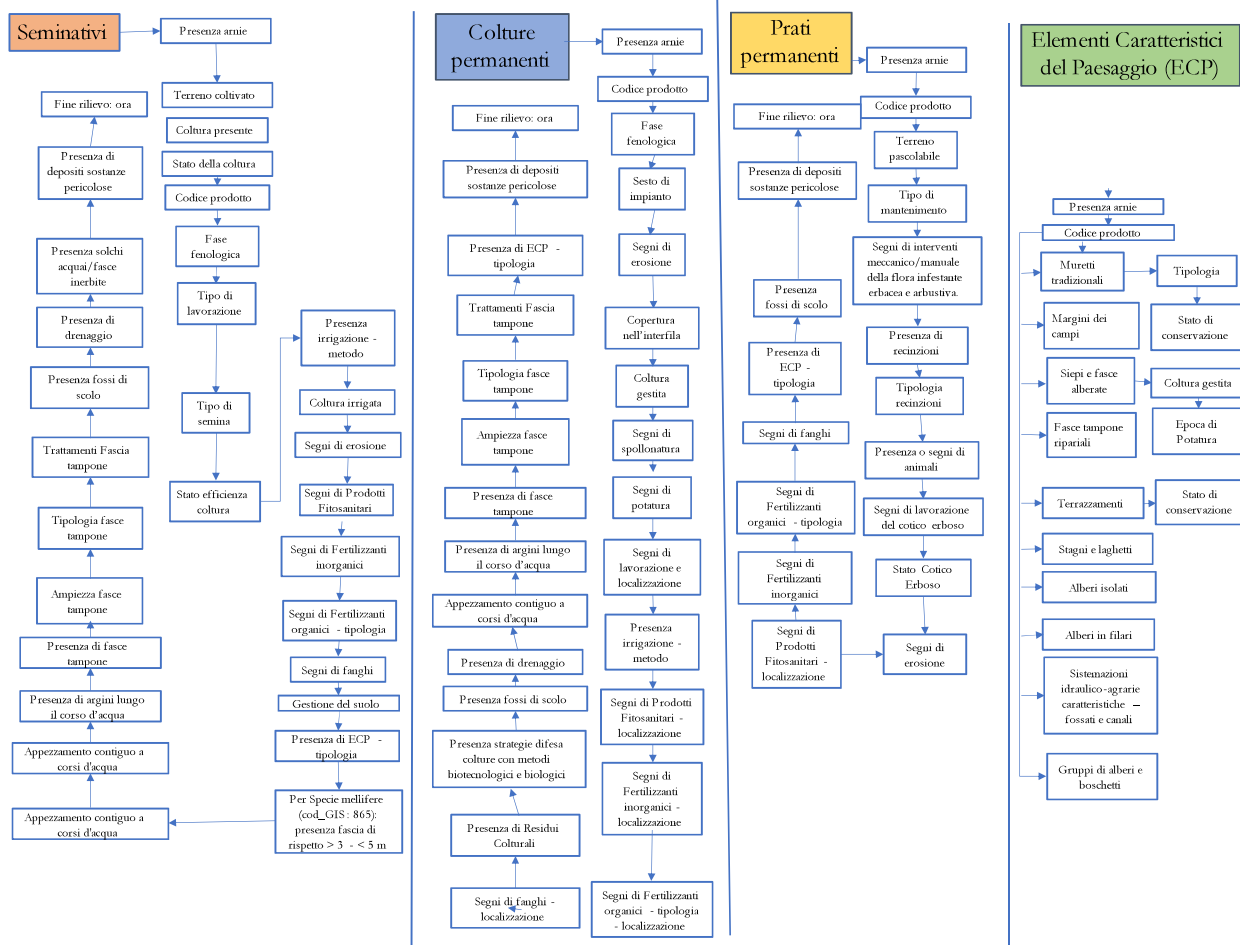 Seminativi
Presenza arnie
Terreno coltivato
Coltura presente
Stato della coltura
Codice prodotto
Fase
fenologica
Tipo di
lavorazione
Tipo di
semina
Stato efficienza
coltura
Presenza
irrigazione - 
metodo
Coltura irrigata
Segni di erosione
Segni di Prodotti
Fitosanitari
Segni di Fertilizzanti
inorganici
Segni di Fertilizzanti
organici - tipologia
Segni di fanghi
Gestione del suolo
Presenza di ECP -
tipologia
Per Specie mellifere
(cod_GIS : 865):
presenza fascia di
rispetto > 3 - < 5 m
Appezzamento contiguo a
corsi d'acqua
Appezzamento contiguo a
corsi d'acqua
Presenza di argini lungo
il corso d'acqua
Presenza di fasce
tampone
Ampiezza fasce
tampone
Tipologia fasce
tampone
Trattamenti Fascia
tampone
Presenza fossi di
scolo
Presenza di
drenaggio
Presenza solchi
acquai/fasce
inerbite
Presenza di
depositi sostanze
pericolose
Fine rilievo: ora
Colture
permanenti
Presenza arnie
Codice prodotto
Fase
fenologica
Sesto di
impianto
Segni di
erosione
Copertura
nell'interfila
Coltura
gestita
Segni di
spollonatura
Segni di
potatura
Segni di
lavorazione e
localizzazione
Presenza
irrigazione -
metodo
Segni di Prodotti
Fitosanitari -
localizzazione
Segni di
Fertilizzanti
inorganici -
localizzazione
Segni di Fertilizzanti
organici - tipologia
- localizzazione
Segni di fanghi -
localizzazione
Presenza di Residui
Colturali
Presenza strategie difesa
colture con metodi
biotecnologici e biologici
Presenza fossi di scolo
Presenza di drenaggio
Appezzamento contiguo a
corsi d'acqua
Presenza di argini lungo
il corso d'acqua
Presenza di fasce
tampone
Ampiezza fasce
tampone
Tipologia fasce
tampone
Trattamenti Fascia
tampone
Presenza di ECP -
tipologia
Presenza di depositi
sostanze pericolose
Fine rilievo: ora
Prati
permanenti
Presenza arnie
Codice prodotto
Terreno
pascolabile
Tipo di
mantenimento
Segni di interventi
meccanico/manuale
della flora infestante
erbacea e arbustiva.
Presenza di
recinzioni
Tipologia
recinzioni
Presenza o segni di
animali
Segni di lavorazione
del cotico erboso
Stato Cotico
Erboso
Segni di
erosione
Segni di
Prodotti
Fitosanitari -
localizzazione
Segni di
Fertilizzanti
inorganici
Segni di
Fertilizzanti
organici - tipologia
Segni di fanghi
Presenza di
ECP -
tipologia
Presenza
fossi di scolo
Presenza di depositi
sostanze pericolose
Fine rilievo: ora
Elementi Caratteristici
del Paesaggio (ECP)
Presenza arnie
Codice prodotto
Muretti
tradizionali
Tipologia
Stato di
conservazione
Margini dei
campi
Siepi e fasce
alberate
Coltura gestita
Epoca di
Potatura
Fasce tampone
ripariali
Terrazzamenti
Stato di
conservazione
Stagni e laghetti
Alberi isolati
Alberi in filari
Sistemazioni
idraulico-agrarie
caratteristiche –
fossati e canali
Gruppi di alberi e
boschetti